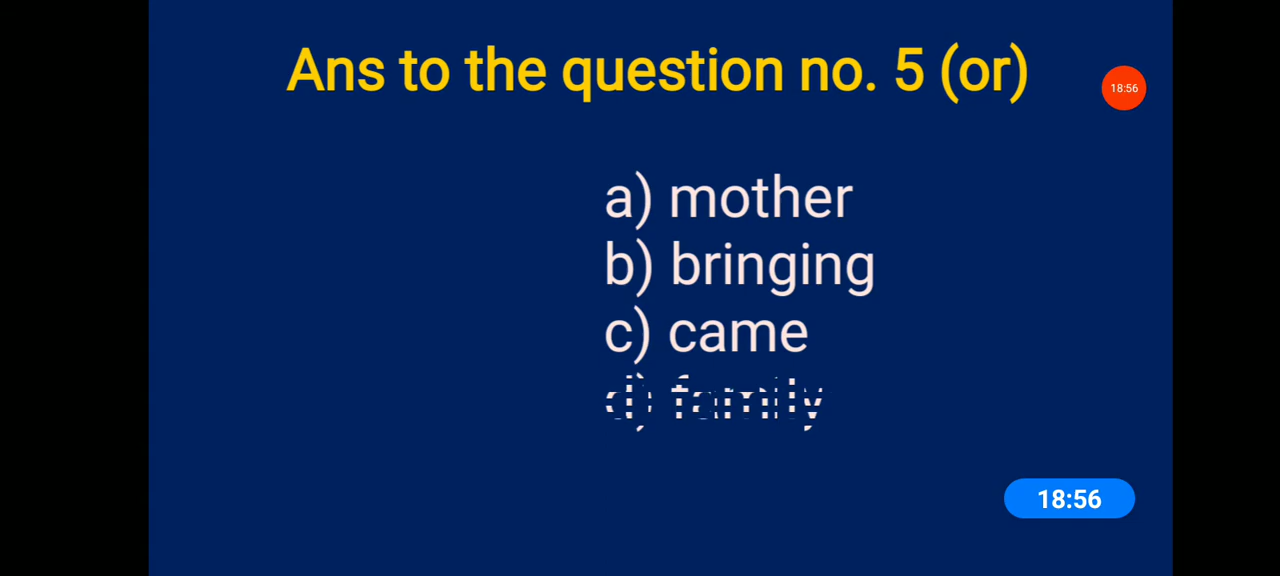 Ans to the question no. 5 (or)
18:56
a) mother
b) bringing
c) came
d) family
18:56